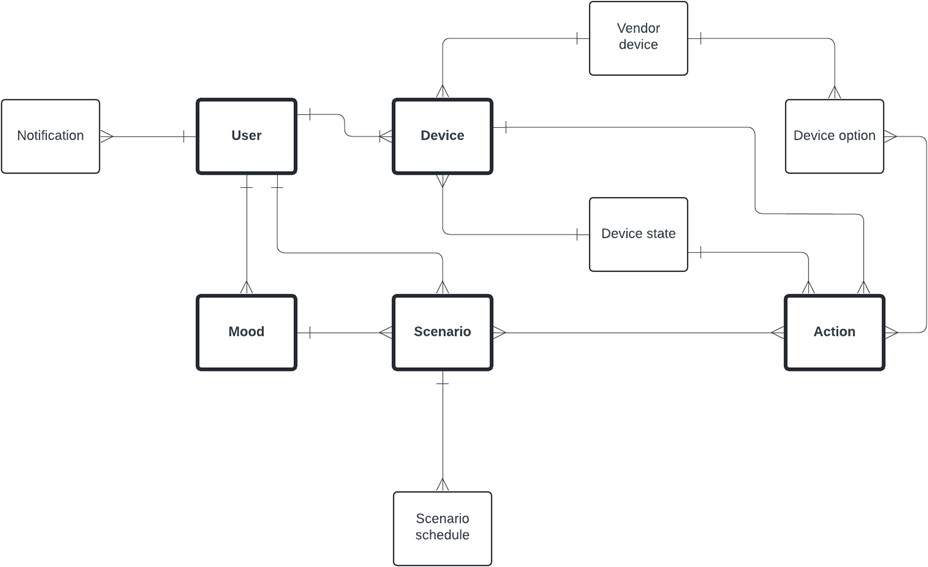 Vendor
device
Notification
User
Device
Device option
Device state
Mood
Scenario
Action
Scenario
schedule